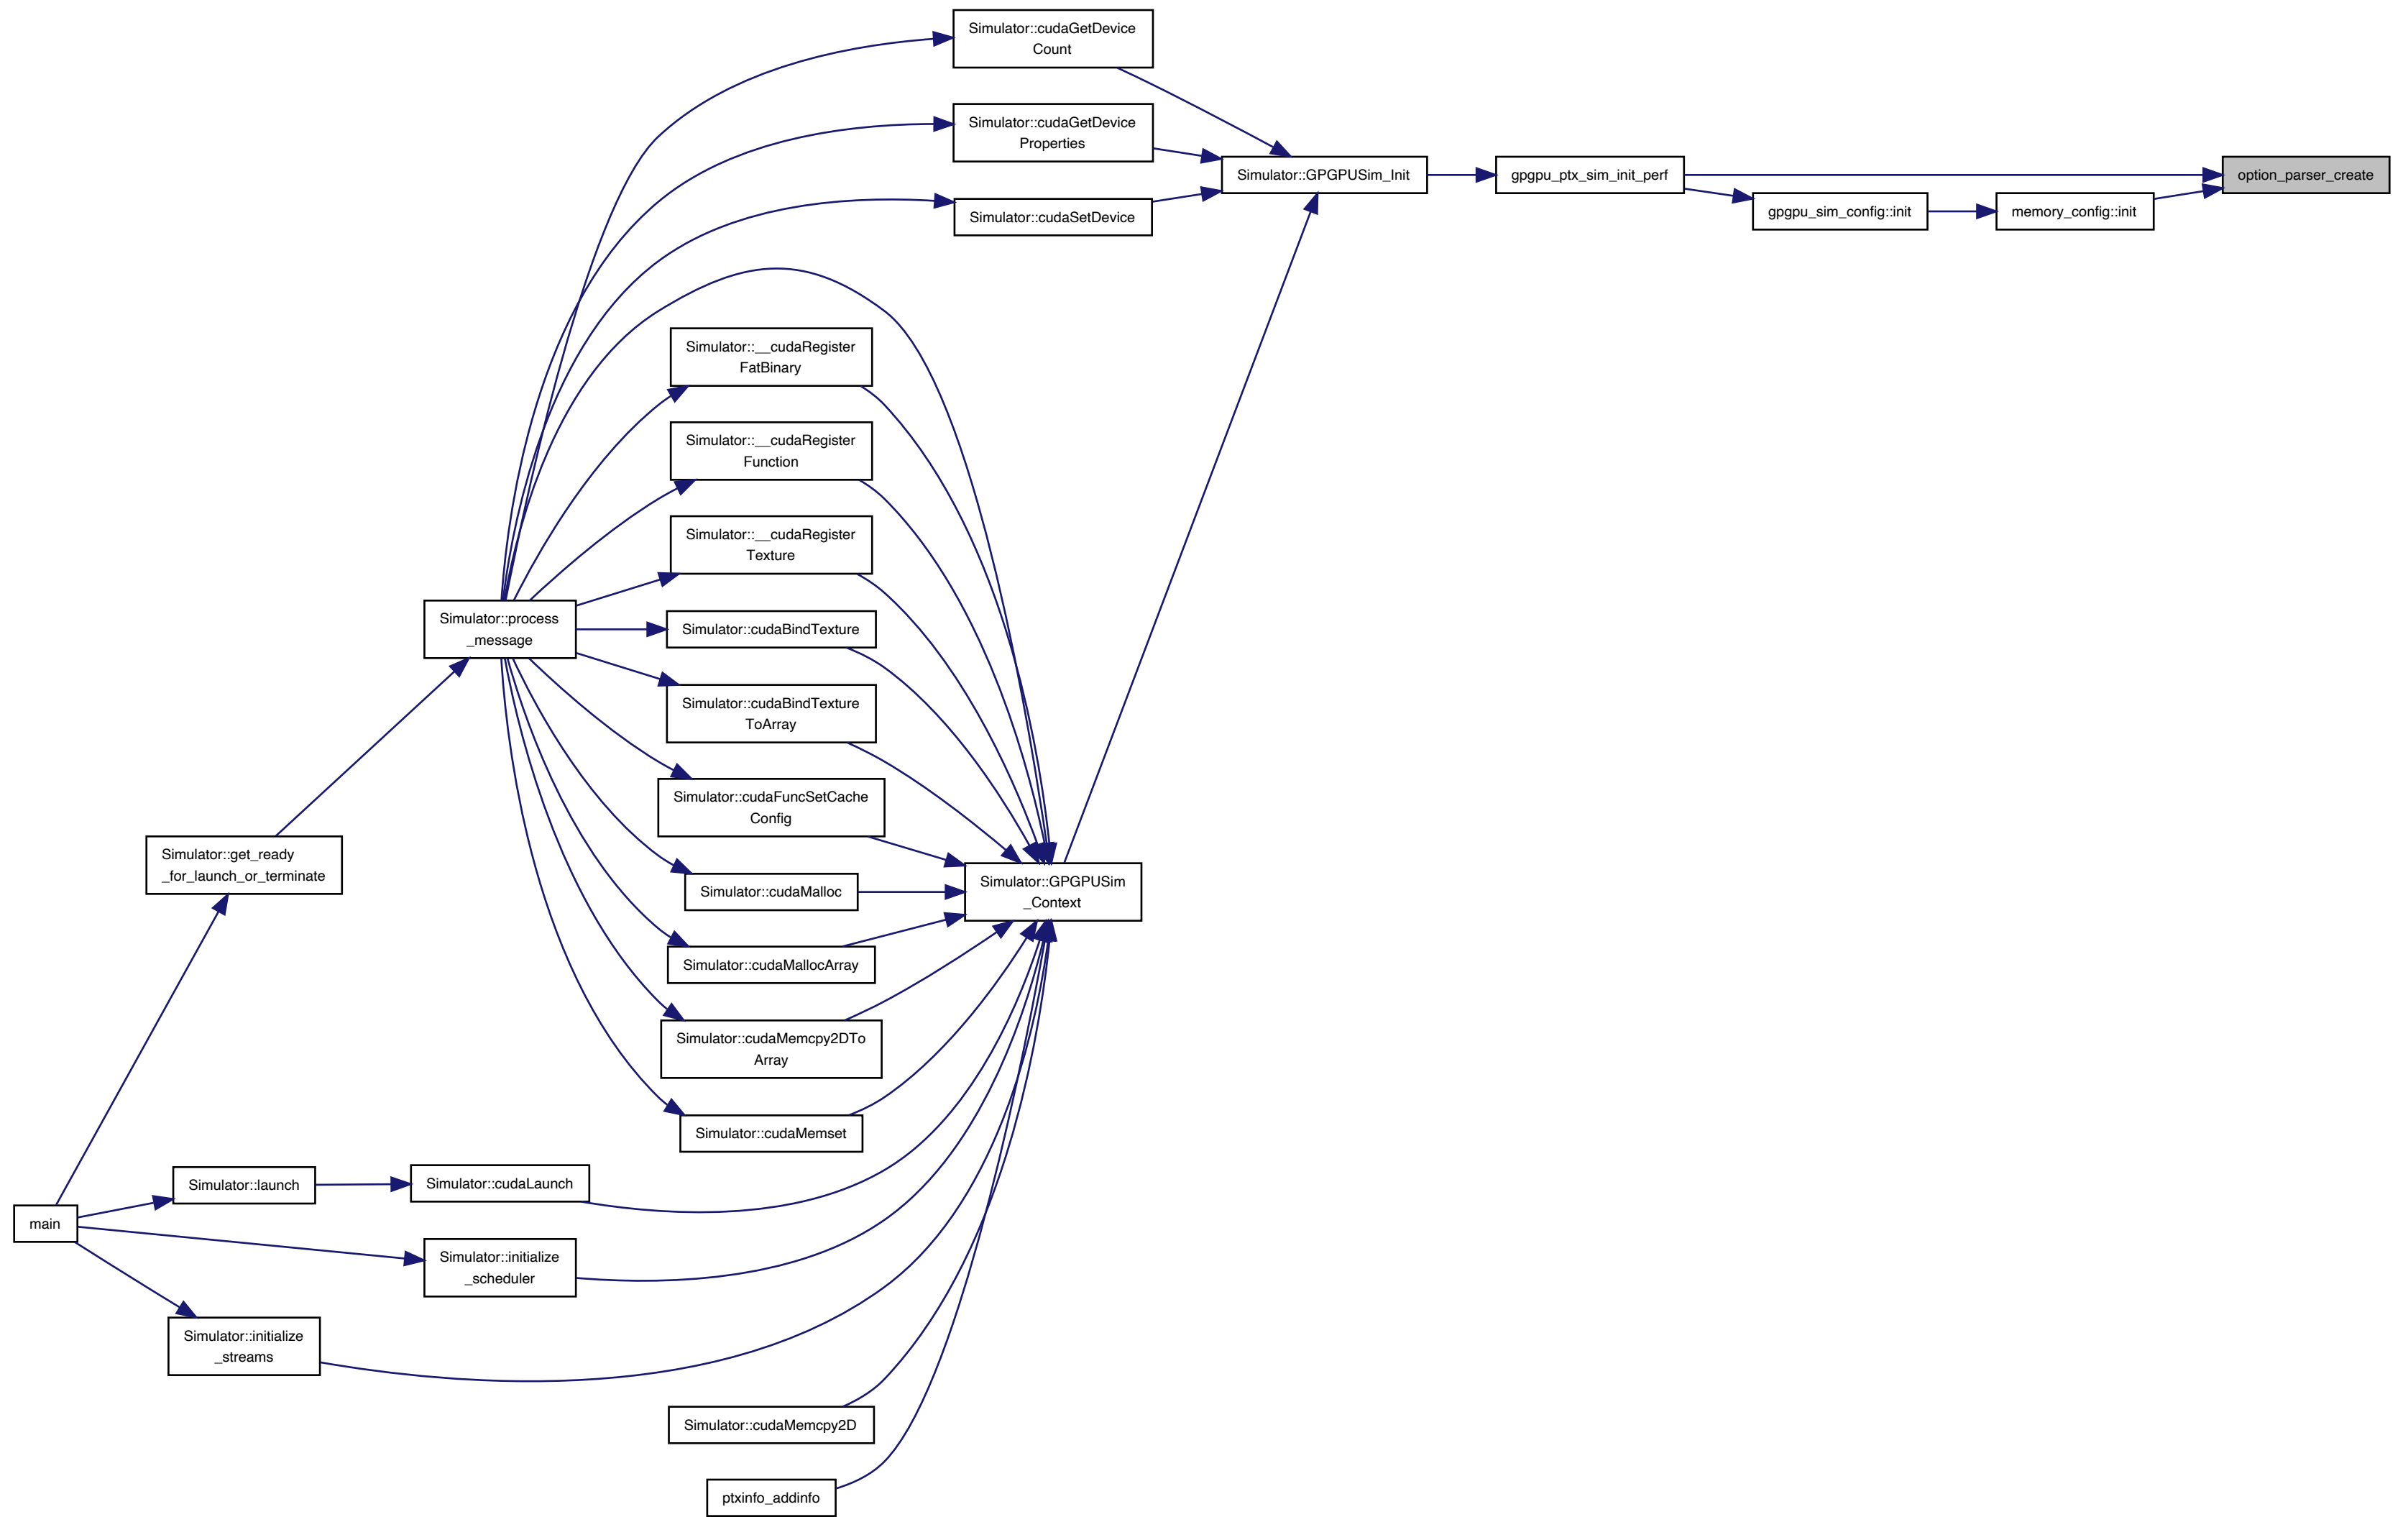 Simulator::cudaGetDevice
Count
Simulator::cudaGetDevice
Properties
Simulator::GPGPUSim_Init
gpgpu_ptx_sim_init_perf
option_parser_create
Simulator::cudaSetDevice
gpgpu_sim_config::init
memory_config::init
Simulator::__cudaRegister
FatBinary
Simulator::__cudaRegister
Function
Simulator::__cudaRegister
Texture
Simulator::process
_message
Simulator::cudaBindTexture
Simulator::cudaBindTexture
ToArray
Simulator::cudaFuncSetCache
Config
Simulator::get_ready
_for_launch_or_terminate
Simulator::cudaMalloc
Simulator::GPGPUSim
_Context
Simulator::cudaMallocArray
Simulator::cudaMemcpy2DTo
Array
Simulator::cudaMemset
Simulator::launch
Simulator::cudaLaunch
main
Simulator::initialize
_scheduler
Simulator::initialize
_streams
Simulator::cudaMemcpy2D
ptxinfo_addinfo